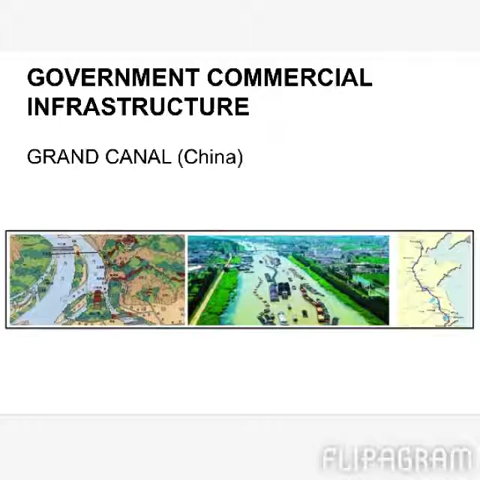 GOVERNMENT COMMERCIAL
INFRASTRUCTURE
GRAND CANAL (China)
FLIPAGRAM